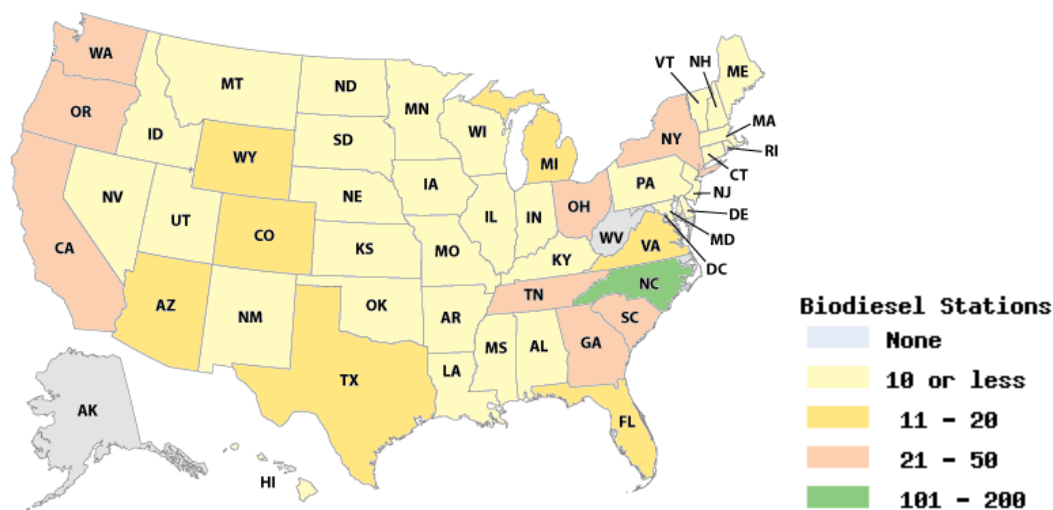 WA
MT
ND
MN
VT
NH
ME
OR
ID
SD
WI
NY
MA
WY
MI
RI
NV
UT
NE
IA
PA
CT
NJ
CA
CO
KS
MO
IL
IN
OH
WV
VA
DE
MD
DC
KY
AZ
NM
OK
AR
TN
NC
SC
MS
AL
GA
TX
LA
FL
AK
HI
Biodiesel Stations
None
10 or less
11 - 20
21 - 50
101 - 200